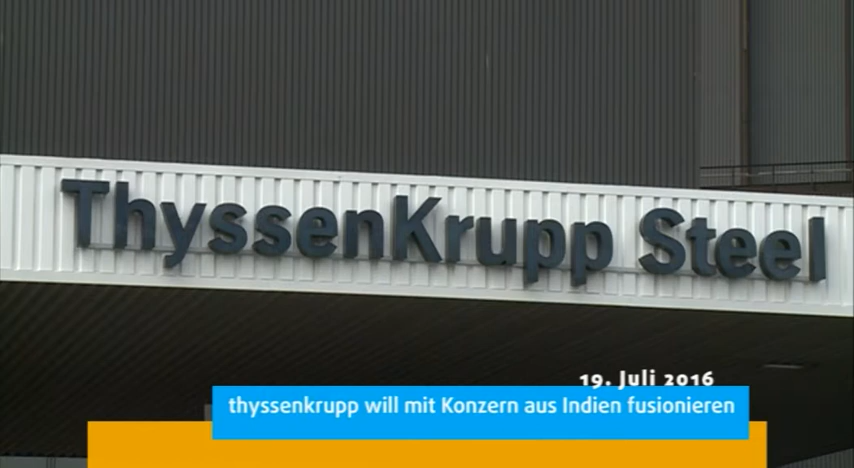 ThyssenKrupp Steel
19. Juli 2016
thyssenkrupp will mit Konzern aus Indien fusionieren